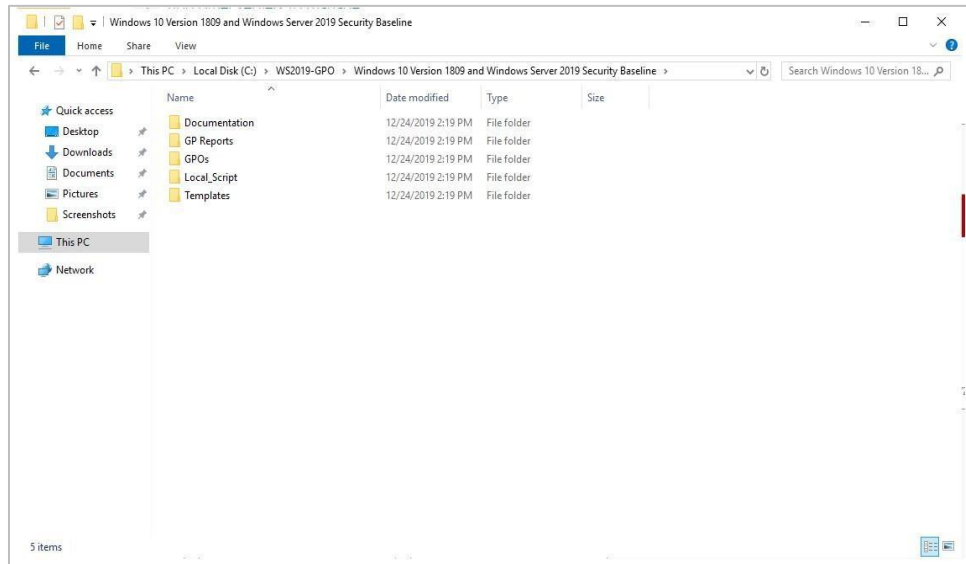 Windows 10 Version 1809 and Windows Server 2019 Security Baseline
File Home Share View
This PC > Local Disk (C:) > WS2019-GPO > Windows 10 Version 1809 and Windows Server 2019 Security Baseline >
Search Windows 10 Version 18...
Name Date modified Type Size
Quick access
Desktop
Downloads
Documents
Pictures
Screenshots
This PC
Network
Documentation 12/24/2019 2:19 PM File folder
GP Reports 12/24/2019 2:19 PM File folder
GPOs 12/24/2019 2:19 PM File folder
Local_Script 12/24/2019 2:19 PM File folder
Templates 12/24/2019 2:19 PM File folder
5 items